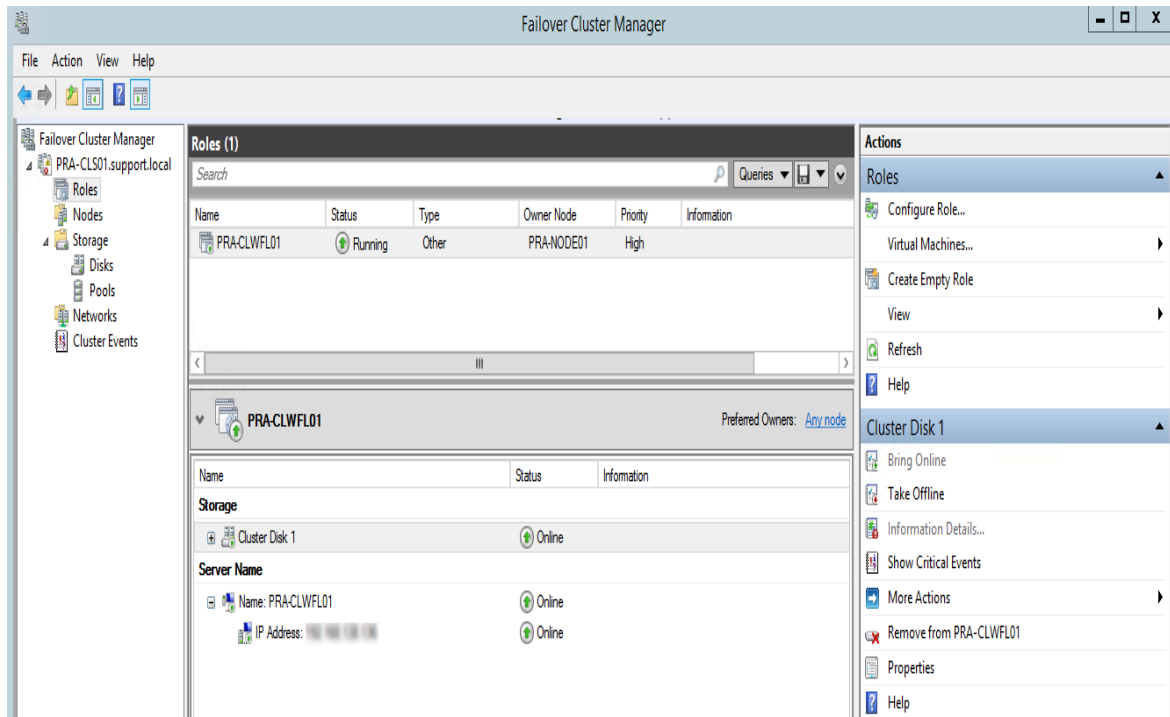 Failover Cluster Manager
File Action View Help
Failover Cluster Manager
PRA-CLS01.support.local
Roles
Nodes
Storage
Disks
Pools
Networks
Cluster Events
Roles (1)
Search
Queries
Name Status Type Owner Node Priority Information
PRA-CLWFL01 Running Other PRA-NODE01 High
PRA-CLWFL01 Preferred Owners: Any node
Name Status Information
Storage
Cluster Disk 1 Online
Server Name
Name: PRA-CLWFL01 Online
IP Address: Online
Actions
Roles
Configure Role...
Virtual Machines...
Create Empty Role
View
Refresh
Help
Cluster Disk 1
Bring Online
Take Offline
Information Details...
Show Critical Events
More Actions
Remove from PRA-CLWFL01
Properties
Help